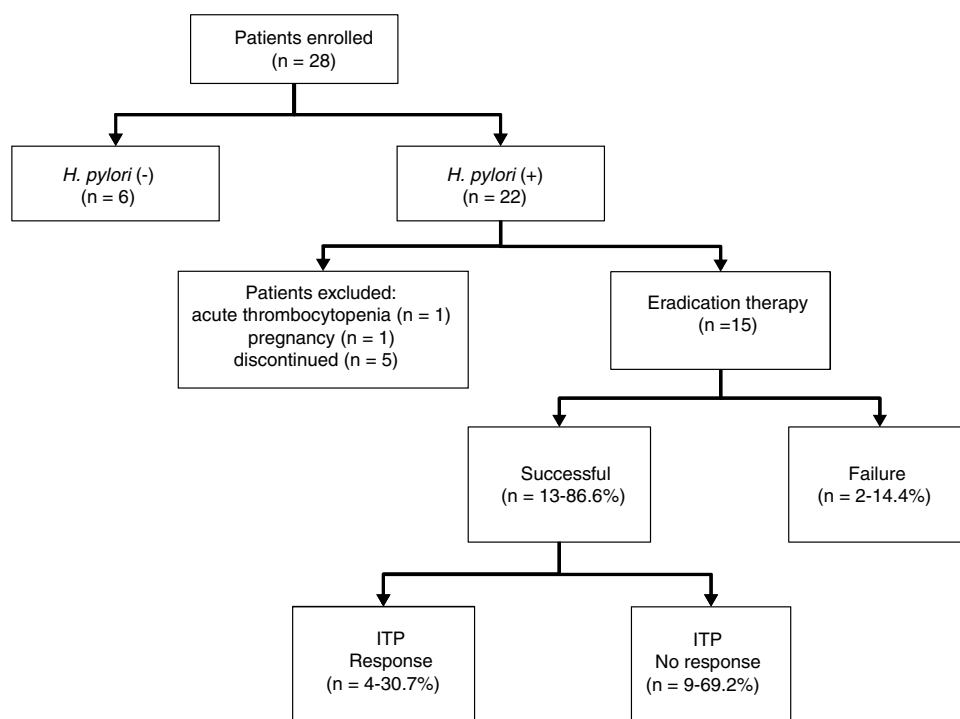 Patients enrolled
(n = 28)
H. pylori (-)
(n = 6)
H. pylori (+)
(n = 22)
Patients excluded:
acute thrombocytopenia (n = 1)
pregnancy (n = 1)
discontinued (n = 5)
Eradication therapy
(n =15)
Successful
(n = 13-86.6%)
Failure
(n = 2-14.4%)
ITP
Response
(n = 4-30.7%)
ITP
No response
(n = 9-69.2%)